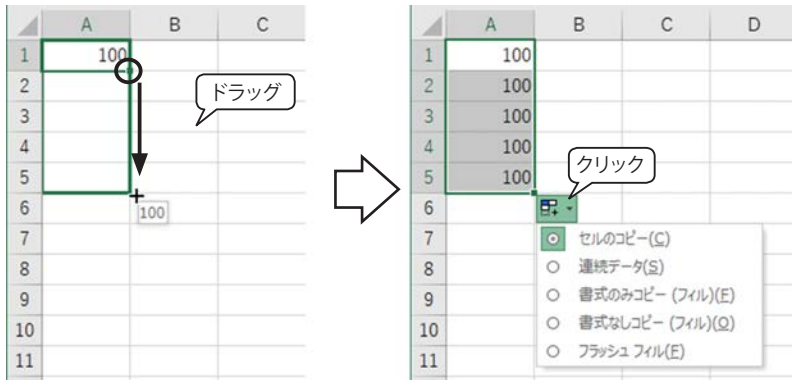 A B C
1 100
2
ドラッグ
3
4
5
6
100
7
8
9
10
11
A B C D
1 100
2 100
3 100
4 100
クリック
5 100
6
7 セルのコピー(C)
8 連続データ(S)
9 書式のみコピー (フィル)(F)
10 書式なしコピー (フィル)(O)
11 フラッシュ フィル(F)